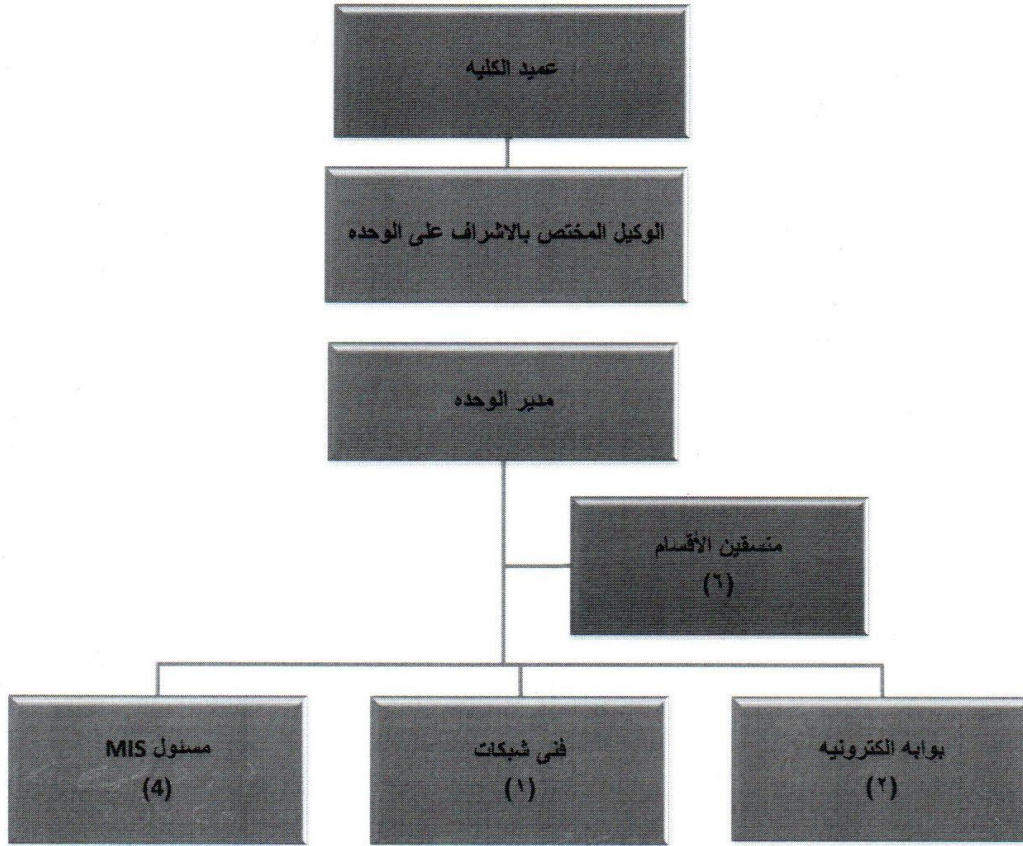 عميد الكليه
الوكيل المختص بالاشراف على الوحده
مدير الوحده
منسقين الأقسام
(٦)
بوابه الكترونيه
(٢)
فنى شبكات
(١)
مسئول MIS
(4)